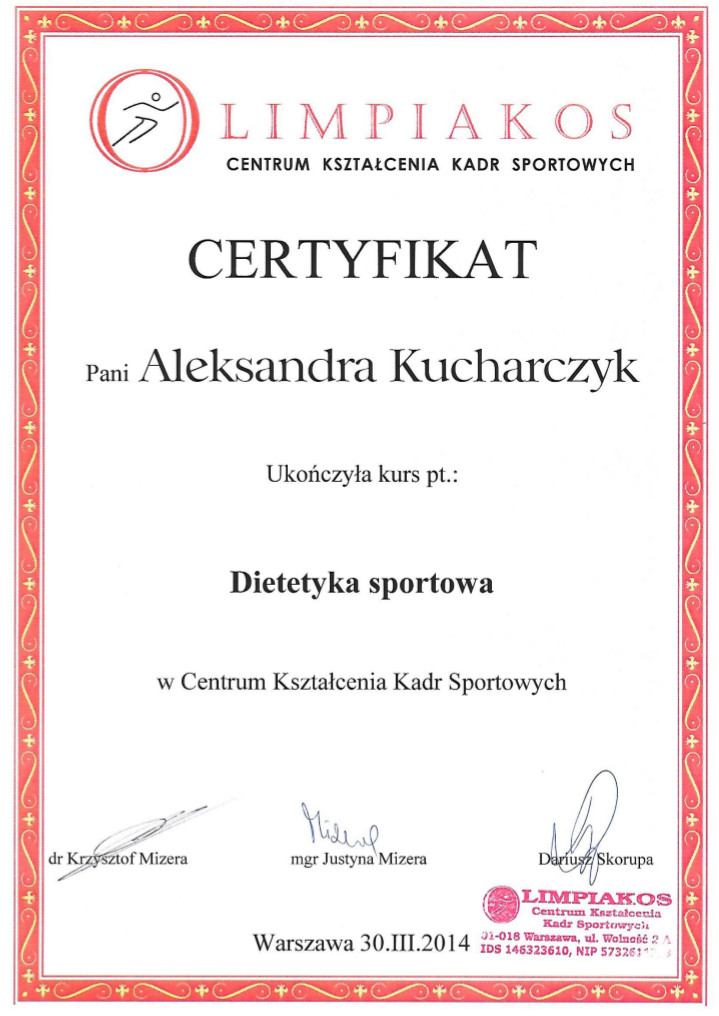 OLIMPIAKOS
CENTRUM KSZTAŁCENIA KADR SPORTOWYCH
CERTYFIKAT
Pani Aleksandra Kucharczyk
Ukończyła kurs pt.:
Dietetyka sportowa
w Centrum Kształcenia Kadr Sportowych
dr Krzysztof Mizera
mgr Justyna Mizera
Dariusz Skorupa
Warszawa 30.III.2014
OLIMPIAKOS
Centrum Kształcenia
Kadr Sportowych
01-018 Warszawa, ul. Wolność 2 A
IDS 146323610, NIP